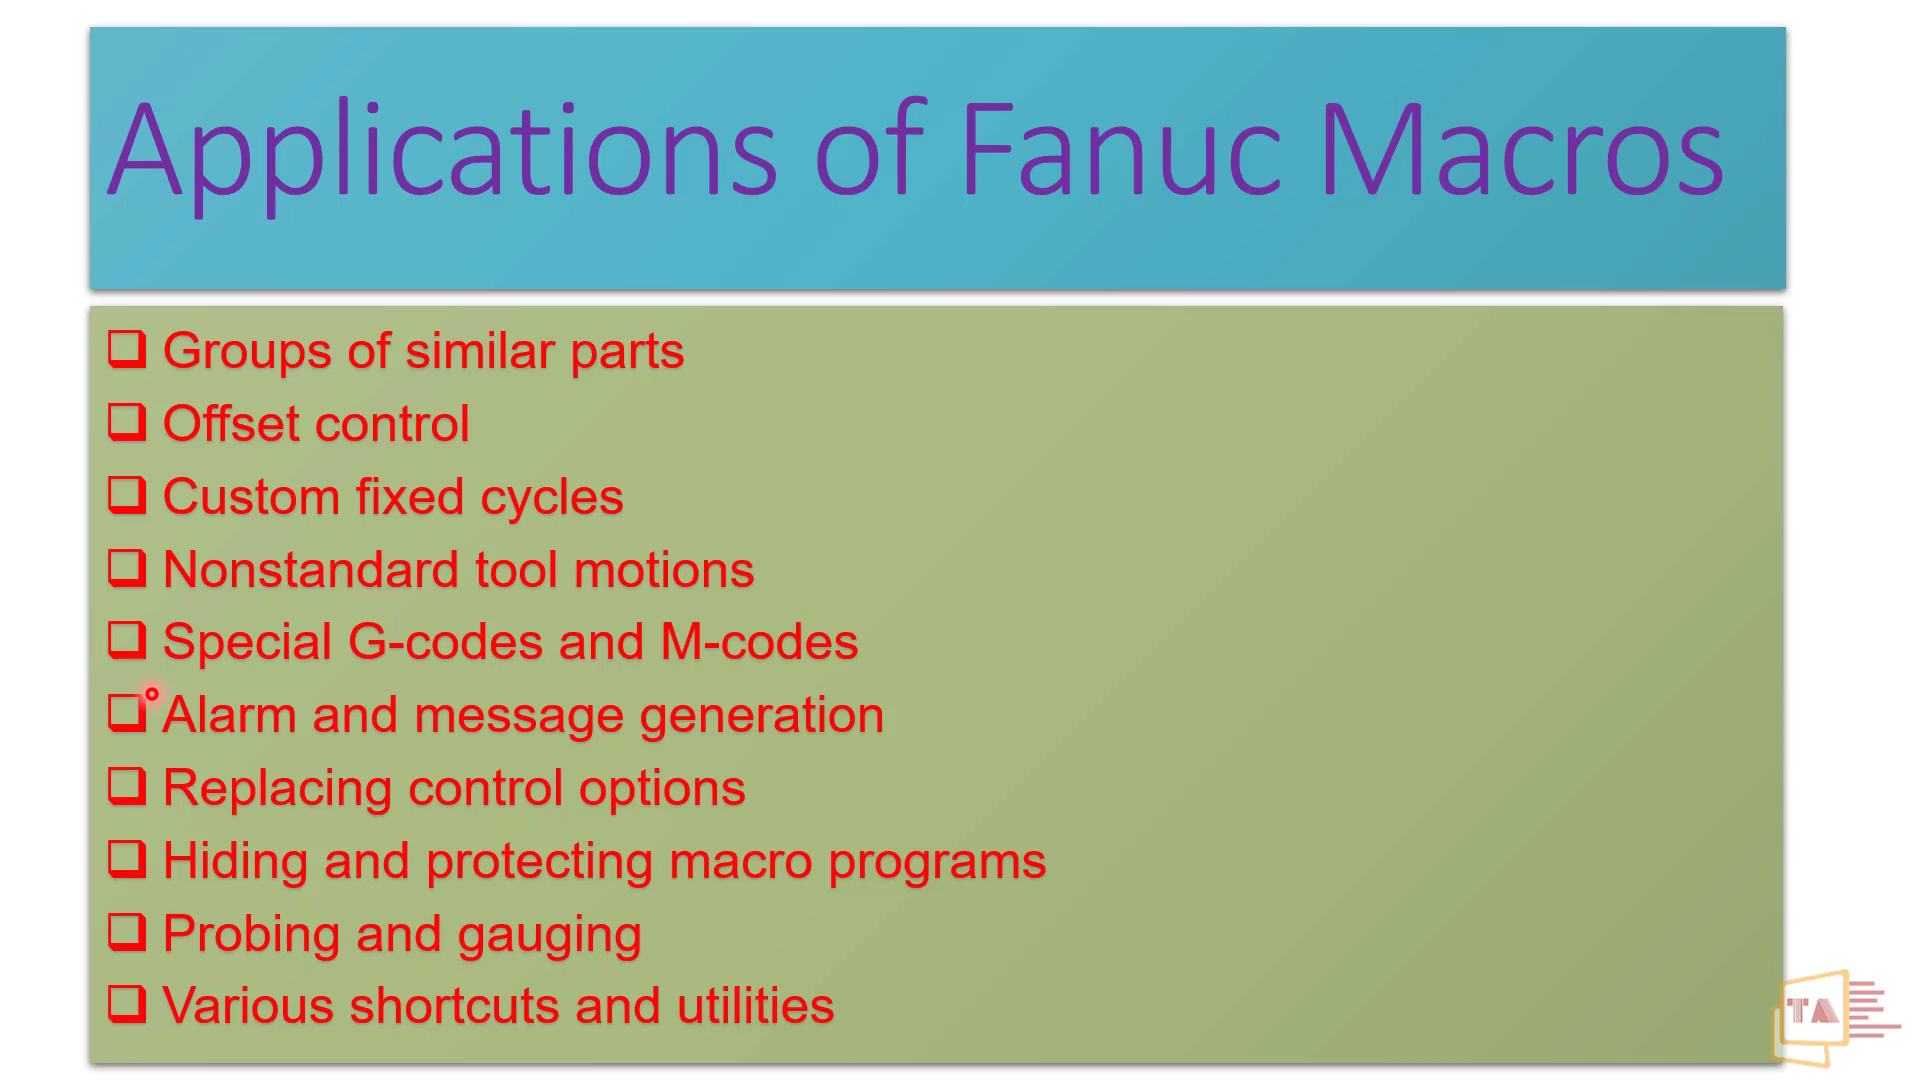 Applications of Fanuc Macros
Groups of similar parts
Offset control
Custom fixed cycles
Nonstandard tool motions
Special G-codes and M-codes
Alarm and message generation
Replacing control options
Hiding and protecting macro programs
Probing and gauging
Various shortcuts and utilities
TA